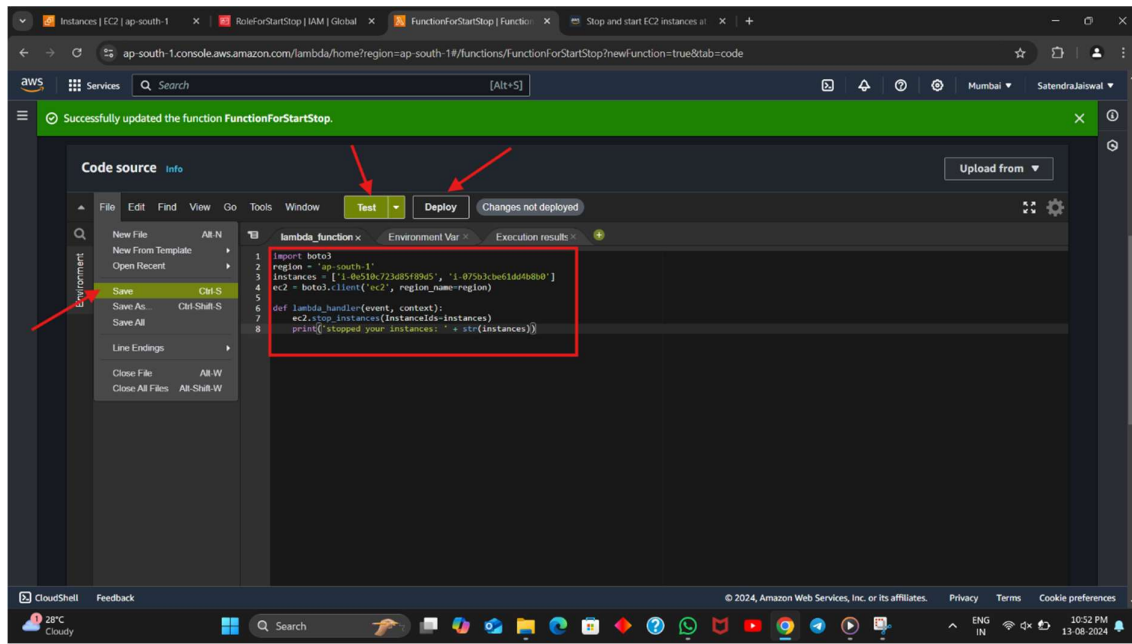 Instances | EC2 | ap-south-1
RoleForStartStop | IAM | Global
FunctionForStartStop | Function
Stop and start EC2 instances at
ap-south-1.console.aws.amazon.com/lambda/home?region=ap-south-1#/functions/FunctionForStartStop?newFunction=true&tab=code
aws
Services
Search
[Alt+S]
Mumbai
SatendraJaiswal
Successfully updated the function FunctionForStartStop.
Code source Info
Upload from
File Edit Find View Go Tools Window
Test
Deploy
Changes not deployed
New File Alt-N
New From Template
Open Recent
Save Ctrl-S
Save As... Ctrl-Shift-S
Save All
Line Endings
Close File Alt-W
Close All Files Alt-Shift-W
Environment
lambda_function
Environment Var
Execution results
1 import boto3
2 region = 'ap-south-1'
3 instances = ['i-0e510c723d85f89d5', 'i-075b3cbe61dd4b8b0']
4 ec2 = boto3.client('ec2', region_name=region)
5
6 def lambda_handler(event, context):
7 ec2.stop_instances(InstanceIds=instances)
8 print('stopped your instances: ' + str(instances))
CloudShell Feedback
© 2024, Amazon Web Services, Inc. or its affiliates. Privacy Terms Cookie preferences
1
28°C
Cloudy
Search
ENG
IN
10:52 PM
13-08-2024